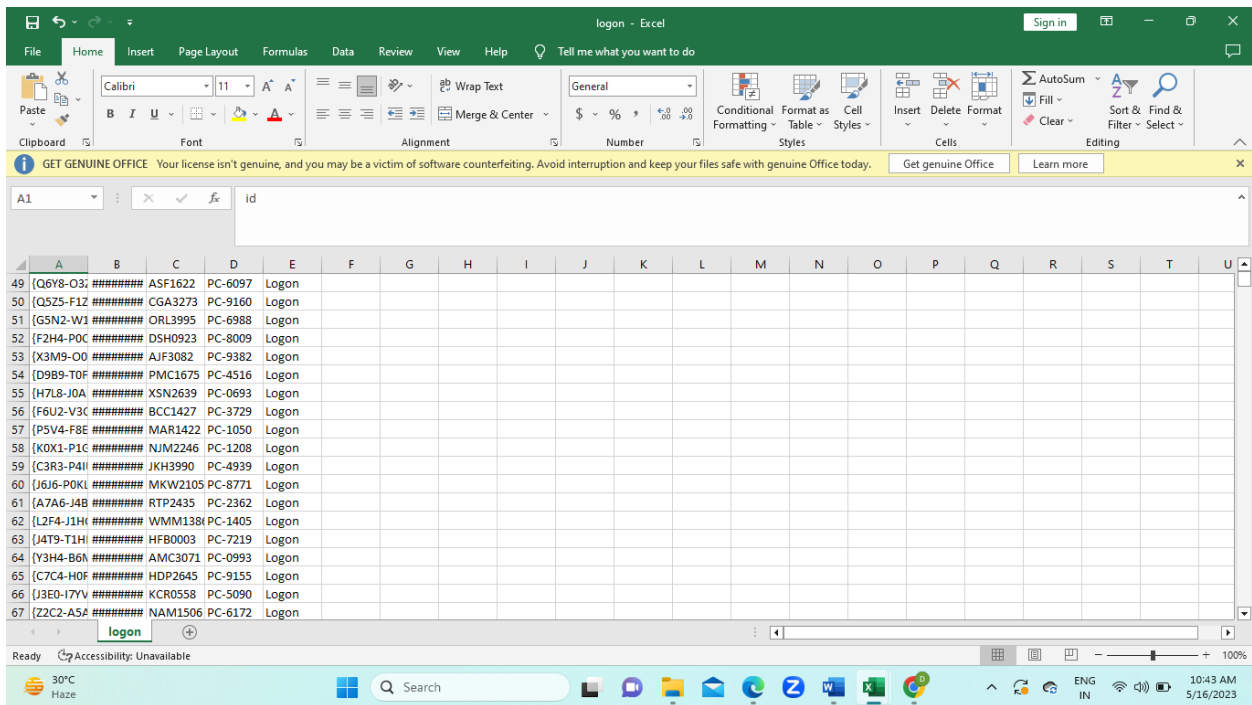 logon - Excel
Sign in
File Home Insert Page Layout Formulas Data Review View Help Tell me what you want to do
Paste
Clipboard
Calibri 11
B I U
Font
Wrap Text
Merge & Center
Alignment
General
$ % ,
Number
Conditional Formatting
Format as Table
Cell Styles
Styles
Insert Delete Format
Cells
AutoSum
Fill
Clear
Sort & Filter
Find & Select
Editing
GET GENUINE OFFICE Your license isn't genuine, and you may be a victim of software counterfeiting. Avoid interruption and keep your files safe with genuine Office today. Get genuine Office Learn more
A1 fx id
A B C D E F G H I J K L M N O P Q R S T U
49 {Q6Y8-O3Z ######## ASF1622 PC-6097 Logon
50 {Q5Z5-F1Z ######## CGA3273 PC-9160 Logon
51 {G5N2-W1 ######## ORL3995 PC-6988 Logon
52 {F2H4-P0C ######## DSH0923 PC-8009 Logon
53 {X3M9-O0 ######## AJF3082 PC-9382 Logon
54 {D9B9-T0F ######## PMC1675 PC-4516 Logon
55 {H7L8-J0A ######## XSN2639 PC-0693 Logon
56 {F6U2-V3 ######## BCC1427 PC-3729 Logon
57 {P5V4-F8E ######## MAR1422 PC-1050 Logon
58 {K0X1-P1G ######## NJM2246 PC-1208 Logon
59 {C3R3-P4 ######## JKH3990 PC-4939 Logon
60 {J6J6-P0KL ######## MKW2105 PC-8771 Logon
61 {A7A6-J4B ######## RTP2435 PC-2362 Logon
62 {L2F4-J1H ######## WMM138 PC-1405 Logon
63 {J4T9-T1H ######## HFB0003 PC-7219 Logon
64 {Y3H4-B6 ######## AMC3071 PC-0993 Logon
65 {C7C4-H0F ######## HDP2645 PC-9155 Logon
66 {J3E0-I7YV ######## KCR0558 PC-5090 Logon
67 {Z2C2-A5A ######## NAM1506 PC-6172 Logon
logon
Ready Accessibility: Unavailable 100%
30°C
Haze
Search
ENG
IN
10:43 AM
5/16/2023